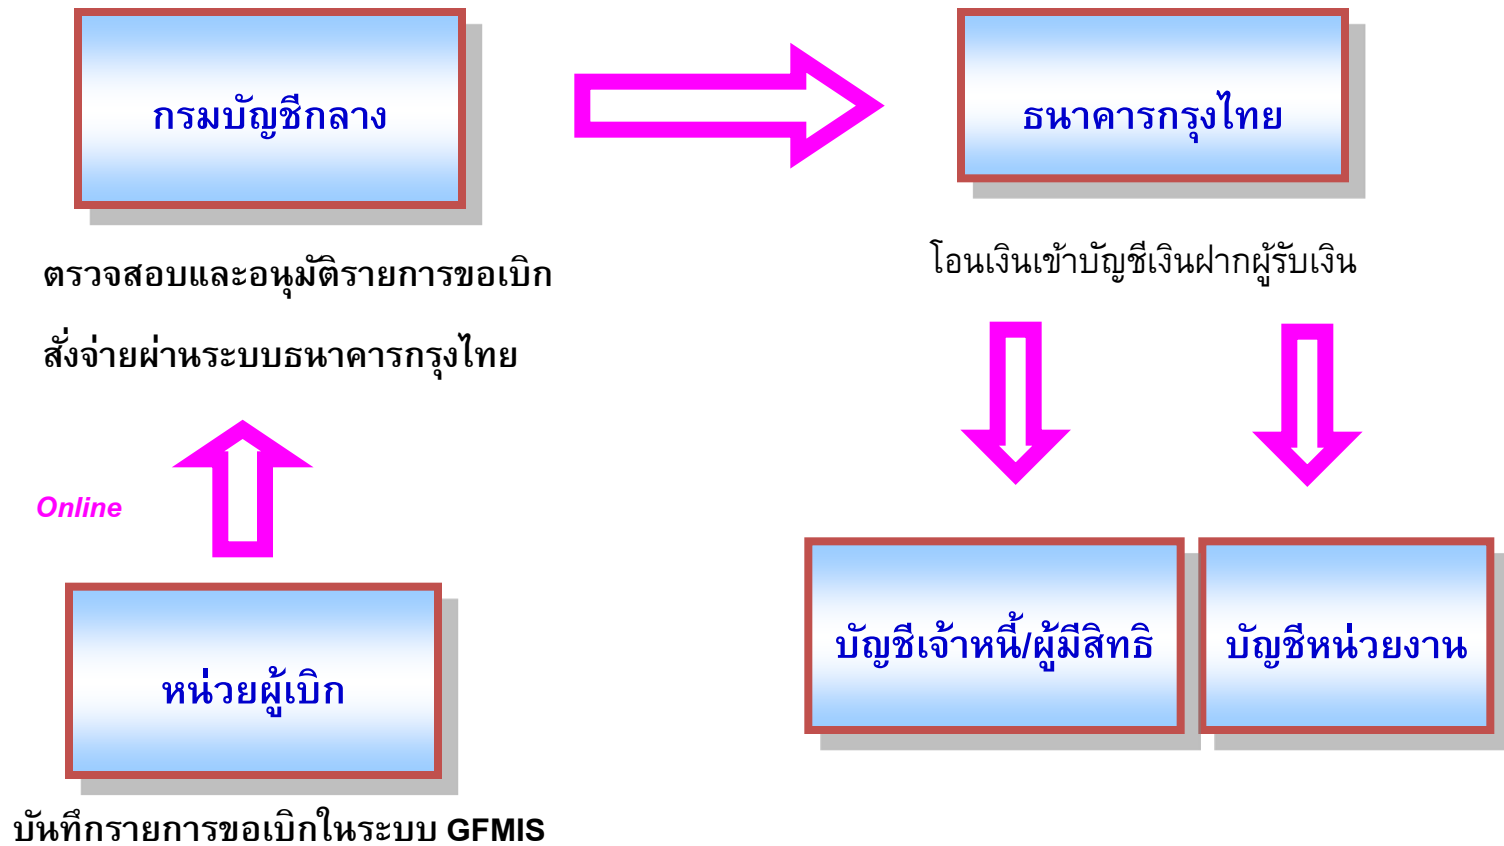 กรมบัญชีกลาง
ธนาคารกรุงไทย
ตรวจสอบและอนุมัติรายการขอเบิก
สั่งจ่ายผ่านระบบธนาคารกรุงไทย
โอนเงินเข้าบัญชีเงินฝากผู้รับเงิน
Online
หน่วยผู้เบิก
บัญชีเจ้าหนี้/ผู้มีสิทธิ
บัญชีหน่วยงาน
บันทึกรายการขอเบิกในระบบ GFMIS